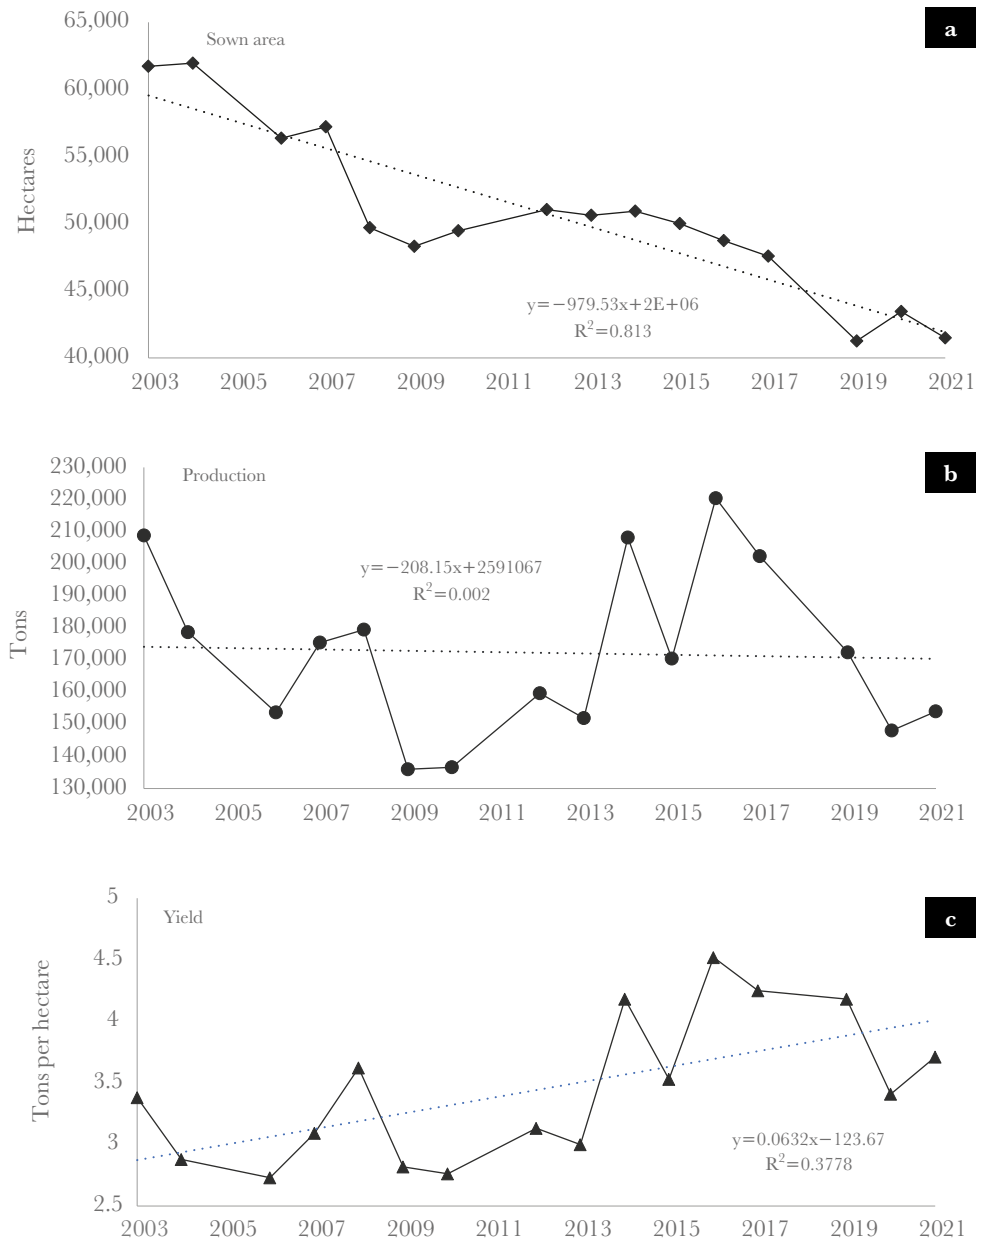 65,000
Sown area
a
60,000
55,000
50,000
45,000
40,000
Hectares
y=−979.53x+2E+06
R²=0.813
2003 2005 2007 2009 2011 2013 2015 2017 2019 2021
230,000
Production
b
220,000
210,000
200,000
190,000
180,000
170,000
160,000
150,000
140,000
130,000
Tons
y=−208.15x+2591067
R²=0.002
2003 2005 2007 2009 2011 2013 2015 2017 2019 2021
5
Yield
c
4.5
4
3.5
3
2.5
Tons per hectare
y=0.0632x−123.67
R²=0.3778
2003 2005 2007 2009 2011 2013 2015 2017 2019 2021